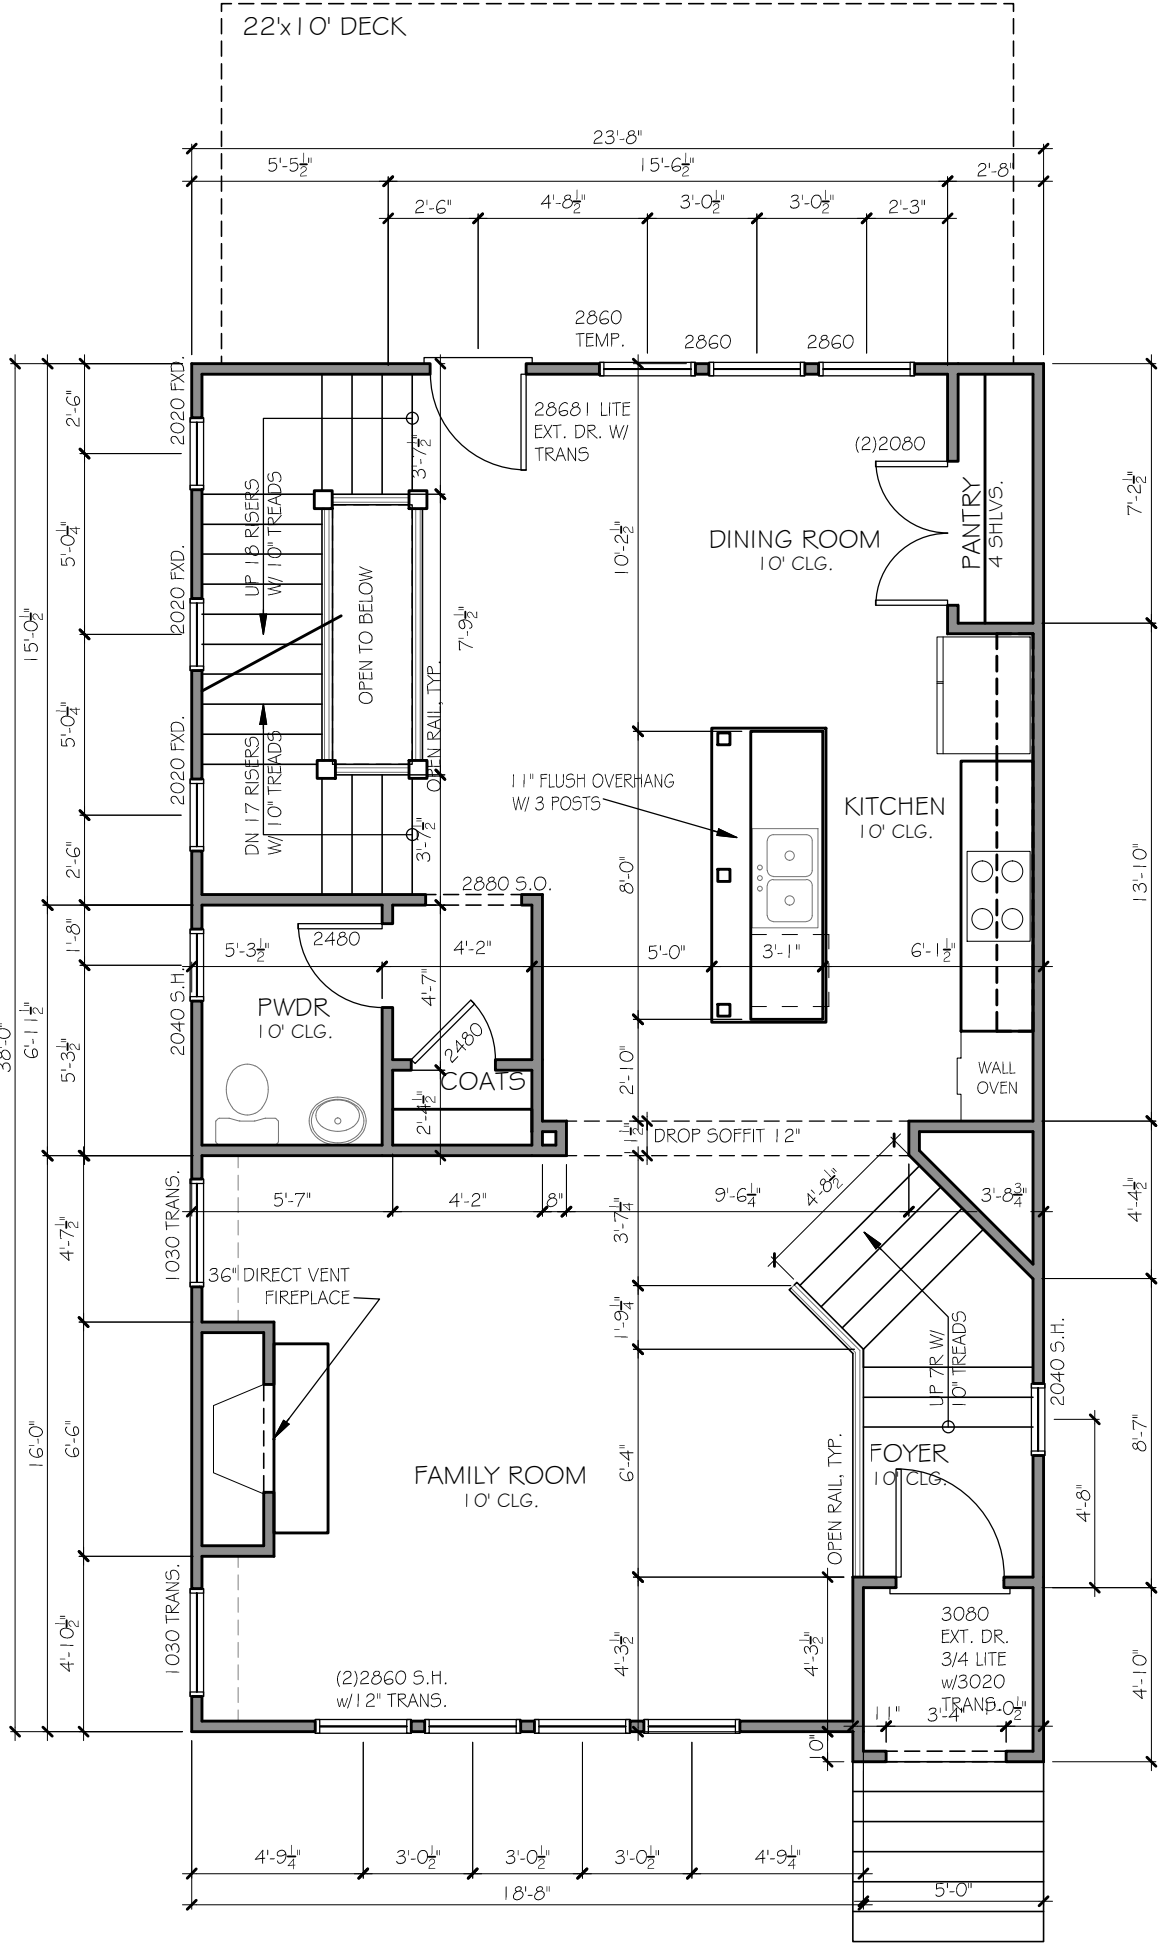 22'x10' DECK
23'-8"
5'-5½"
15'-6½"
2'-8"
2'-6"
4'-8½"
3'-0½"
3'-0½"
2'-3"
2860
TEMP.
2860
2860
2020 FXD.
2'-6"
28681 LITE
EXT. DR. W/
TRANS
(2)2080
3'-7½"
UP 18 RISERS
W/ 10" TREADS
PANTRY
4 SHLVS.
7'-2½"
5'-0¼"
10'-2½"
DINING ROOM
10' CLG.
2020 FXD.
OPEN TO BELOW
15'-0½"
7'-9½"
5'-0¼"
OPEN RAIL, TYP.
2020 FXD.
DN 17 RISERS
W/ 10" TREADS
11" FLUSH OVERHANG
W/ 3 POSTS
KITCHEN
10' CLG.
3'-7½"
2'-6"
8'-0"
13'-10"
2880 S.O.
1'-8"
5'-3½"
2480
4'-2"
5'-0"
3'-1"
6'-1½"
4'-7"
2040 S.H.
PWDR
10' CLG.
38'-0"
6'-11½"
5'-3½"
2480
COATS
2'-4½"
2'-10"
WALL
OVEN
1½"
DROP SOFFIT 12"
1030 TRANS.
4'-7½"
5'-7"
4'-2"
8"
9'-6¼"
4'-8½"
3'-8¾"
4'-4½"
3'-7¼"
36" DIRECT VENT
FIREPLACE
1'-9¼"
UP 7R W/
10" TREADS
2040 S.H.
16'-0"
6'-6"
6'-4"
FAMILY ROOM
10' CLG.
OPEN RAIL, TYP.
FOYER
10' CLG.
4'-8"
8'-7"
1030 TRANS.
4'-10½"
4'-3½"
4'-3½"
(2)2860 S.H.
w/12" TRANS.
3080
EXT. DR.
3/4 LITE
w/3020
TRANS.
4'-10"
11"
3'-4"
1'-0½"
10"
4'-9¼"
3'-0½"
3'-0½"
3'-0½"
4'-9¼"
18'-8"
5'-0"